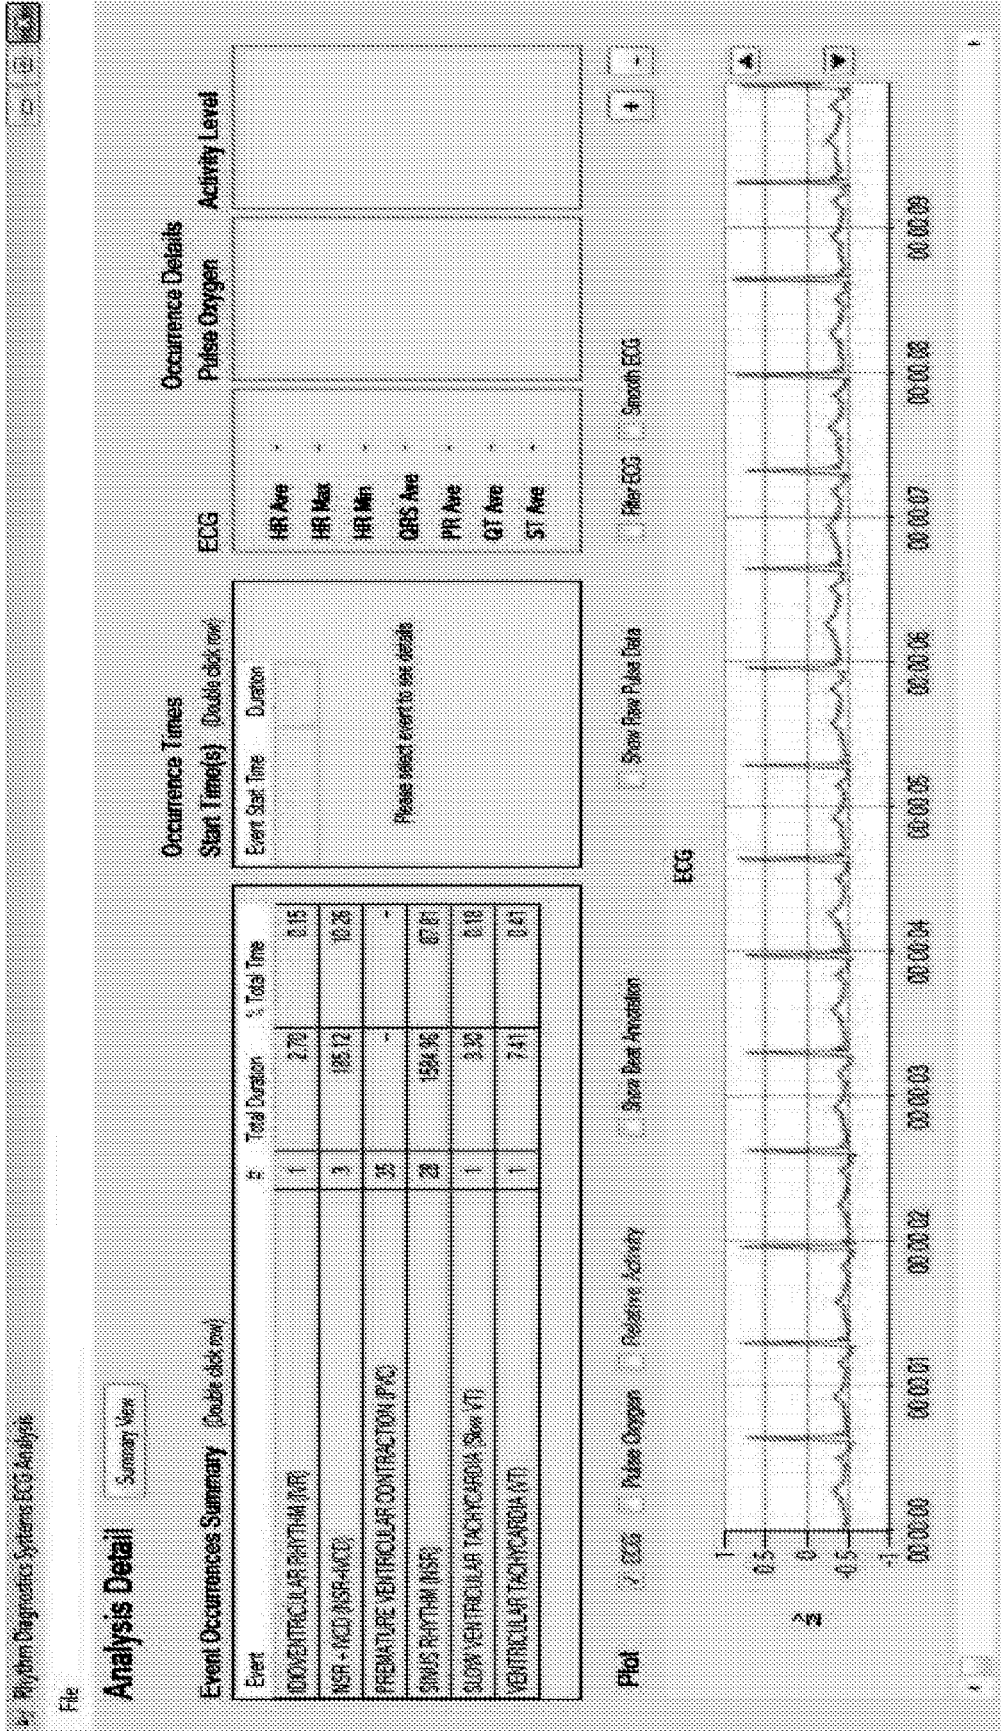 Rhythm Diagnostics Systems ECG Analysis
File
Analysis Detail
Summary View
Event Occurrences Summary (Double click row)
Event # Total Duration % Total Time
IDIOVENTRICULAR RHYTHM (IVR) 1 2.78 0.15
NSR + IVCD (NSR+IVCD) 3 185.12 10.26
PREMATURE VENTRICULAR CONTRACTION (PVC) 25 - -
SINUS RHYTHM (NSR) 28 1584.96 87.81
SLOW VENTRICULAR TACHYCARDIA (Slow VT) 1 3.30 0.18
VENTRICULAR TACHYCARDIA (VT) 1 7.41 0.41
Occurrence Times
Start Time(s) (Double click row)
Event Start Time Duration
Please select event to see details
Occurrence Details
ECG Pulse Oxygen Activity Level
HR Ave -
HR Max -
HR Min -
QRS Ave -
PR Ave -
QT Ave -
ST Ave -
Plot ECG Pulse Oxygen Relative Activity Show Beat Annotation Show Raw Pulse Data Filter ECG Smooth ECG + -
ECG
1
0.5
0
-0.5
-1
00:00:00 00:00:01 00:00:02 00:00:03 00:00:04 00:00:05 00:00:06 00:00:07 00:00:08 00:00:09